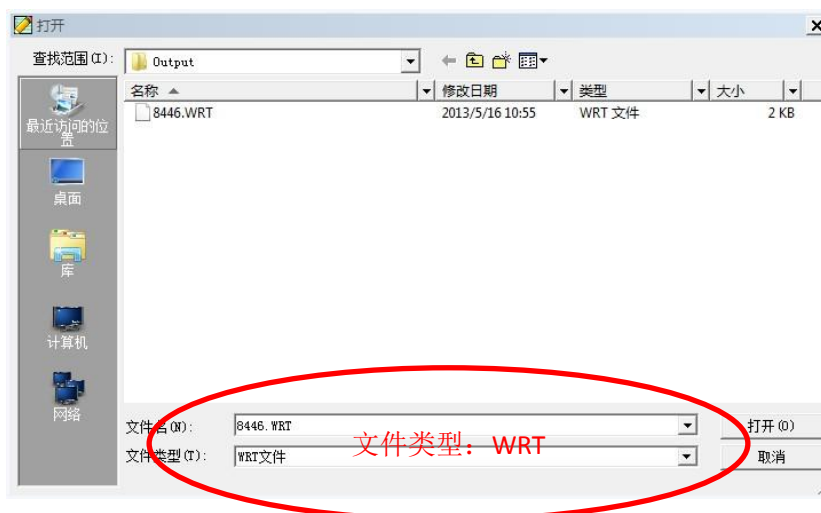 打开
查找范围(I): Output
名称 修改日期 类型 大小
8446.WRT 2013/5/16 10:55 WRT 文件 2 KB
最近访问的位置
桌面
库
计算机
网络
文件名(N): 8446.WRT 打开(O)
文件类型：WRT
文件类型(T): WRT文件 取消